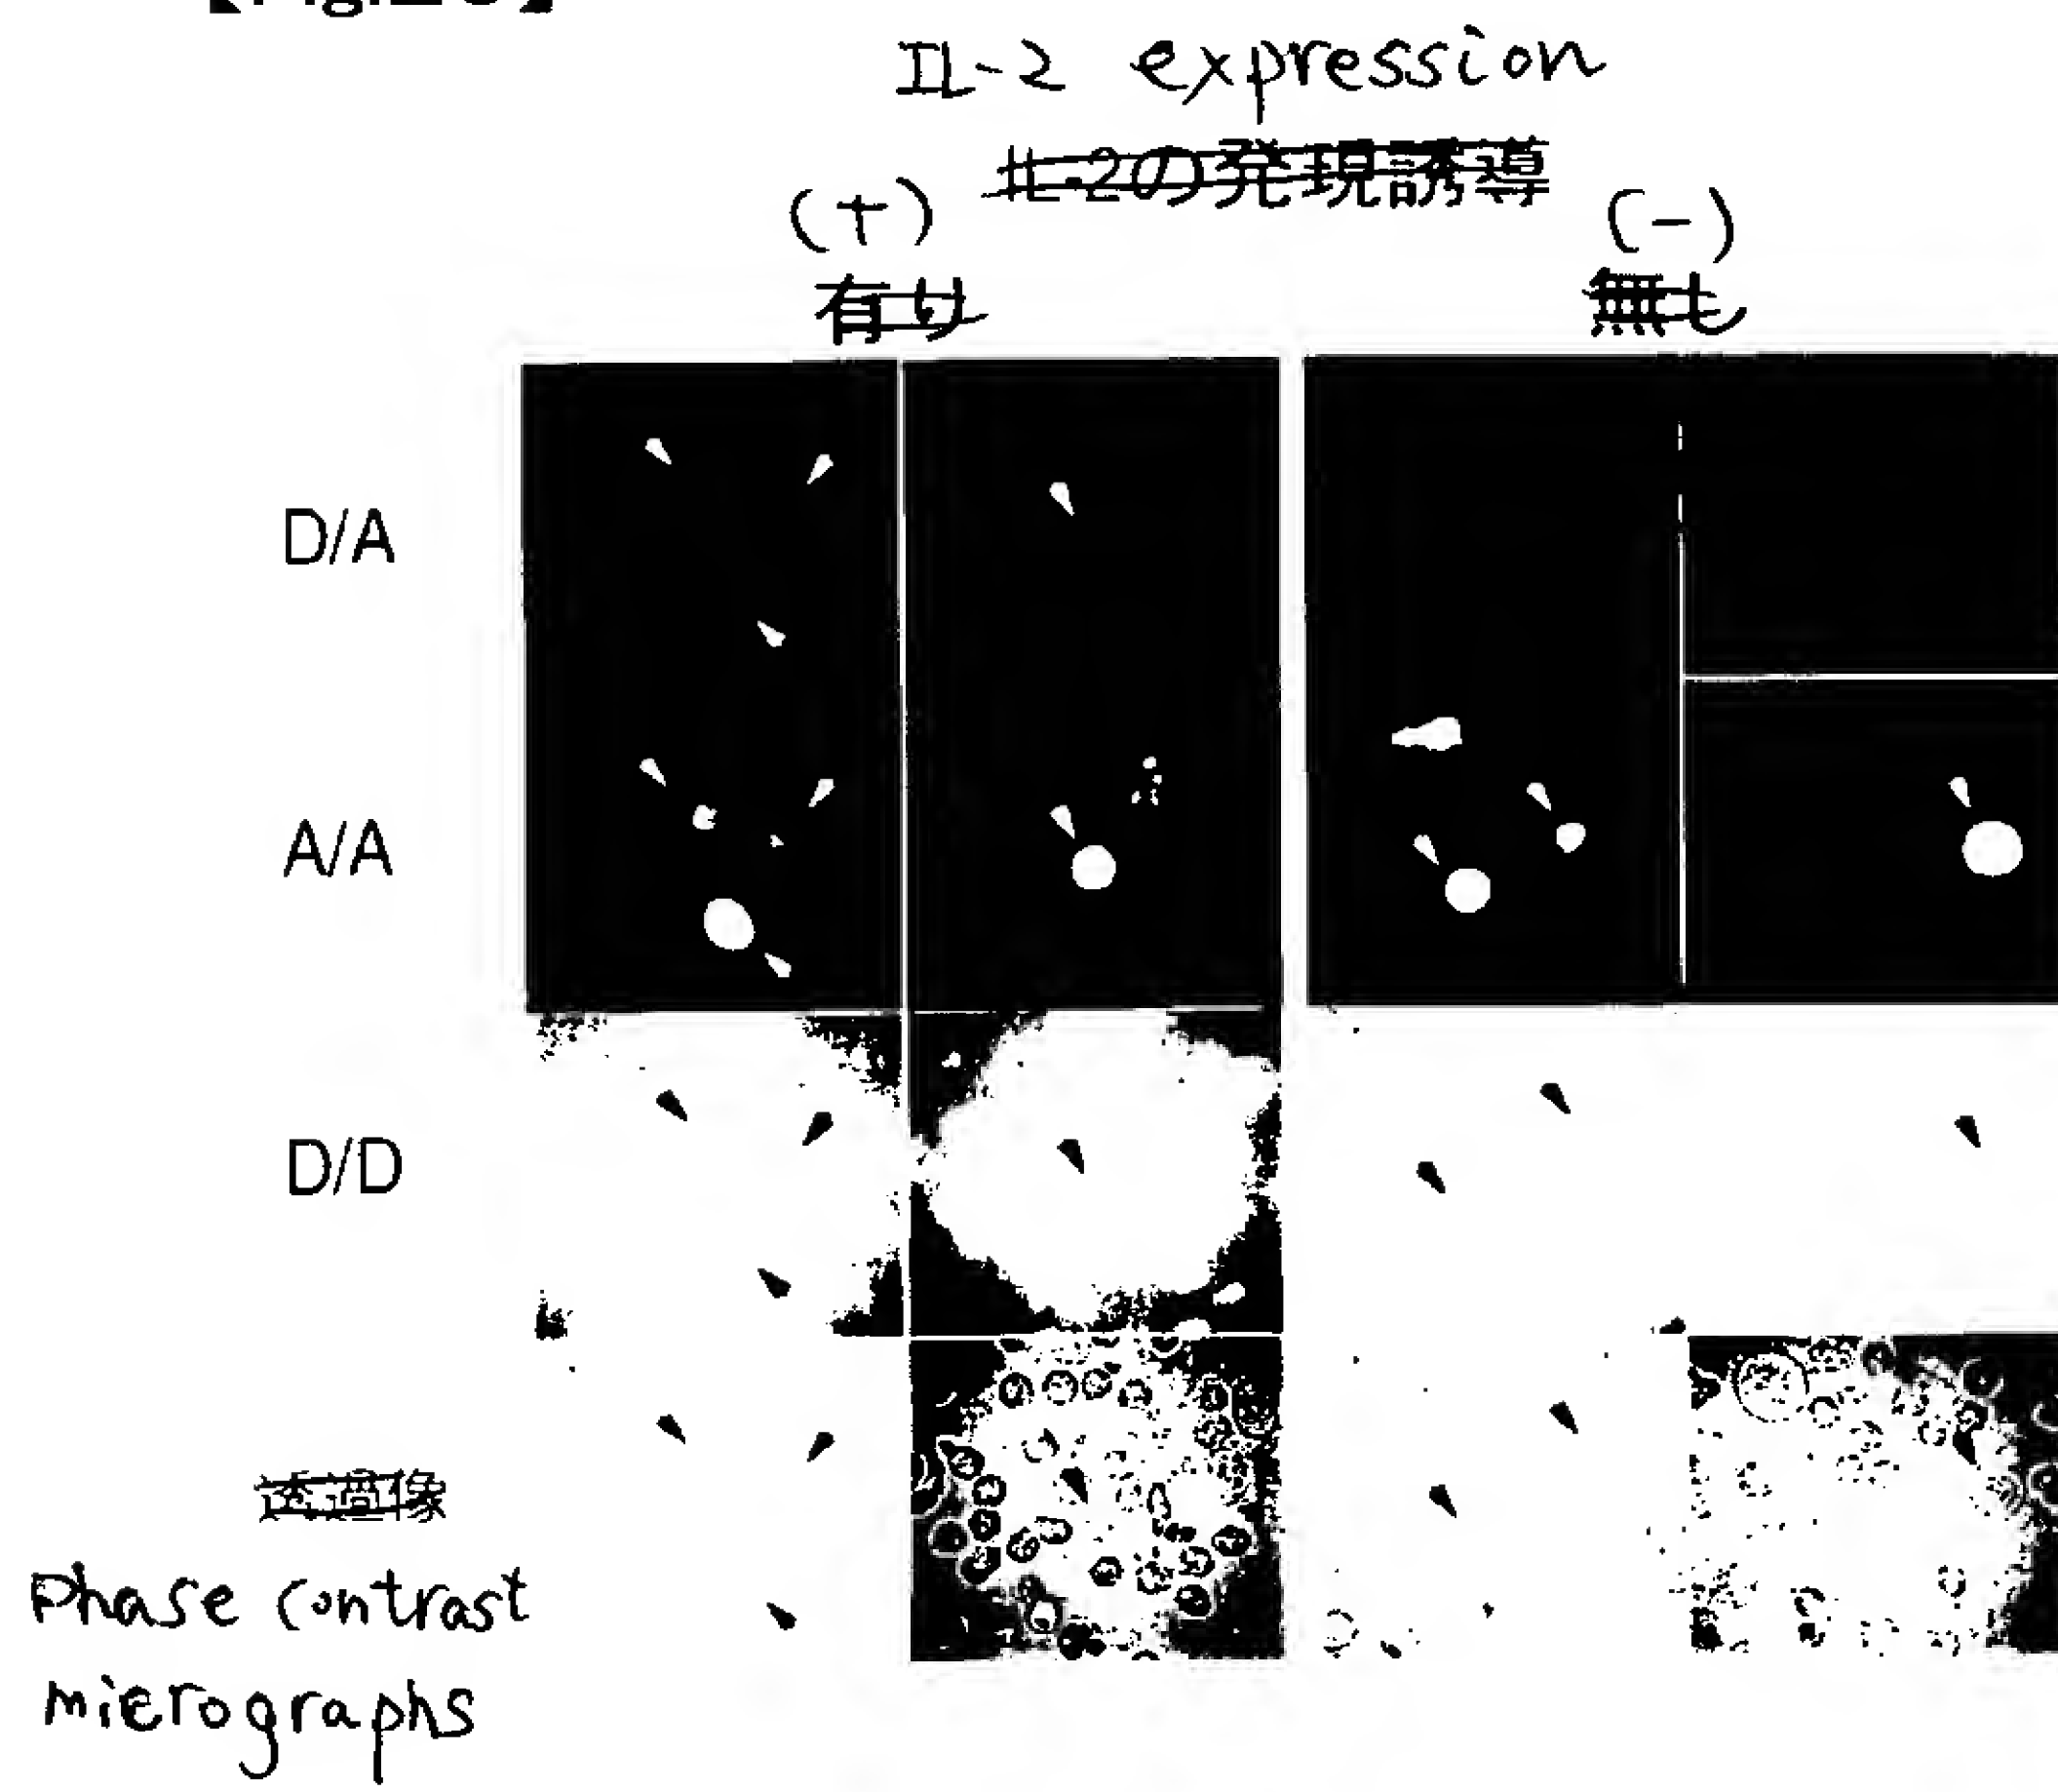 IL-2 expression
IL-2の発現誘導
(+) (-)
有り 無し
D/A
A/A
D/D
透過像
Phase contrast
micrographs